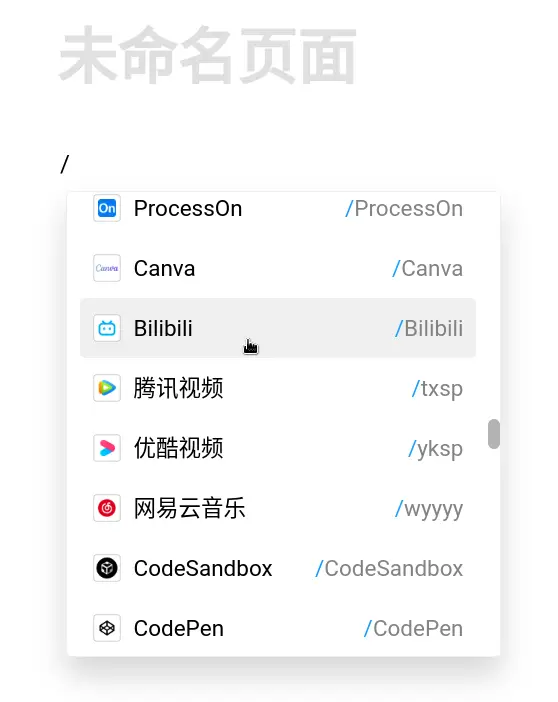 未命名页面
/
On ProcessOn /ProcessOn
Canva Canva /Canva
Bilibili /Bilibili
腾讯视频 /txsp
优酷视频 /yksp
网易云音乐 /wyyyy
CodeSandbox /CodeSandbox
CodePen /CodePen